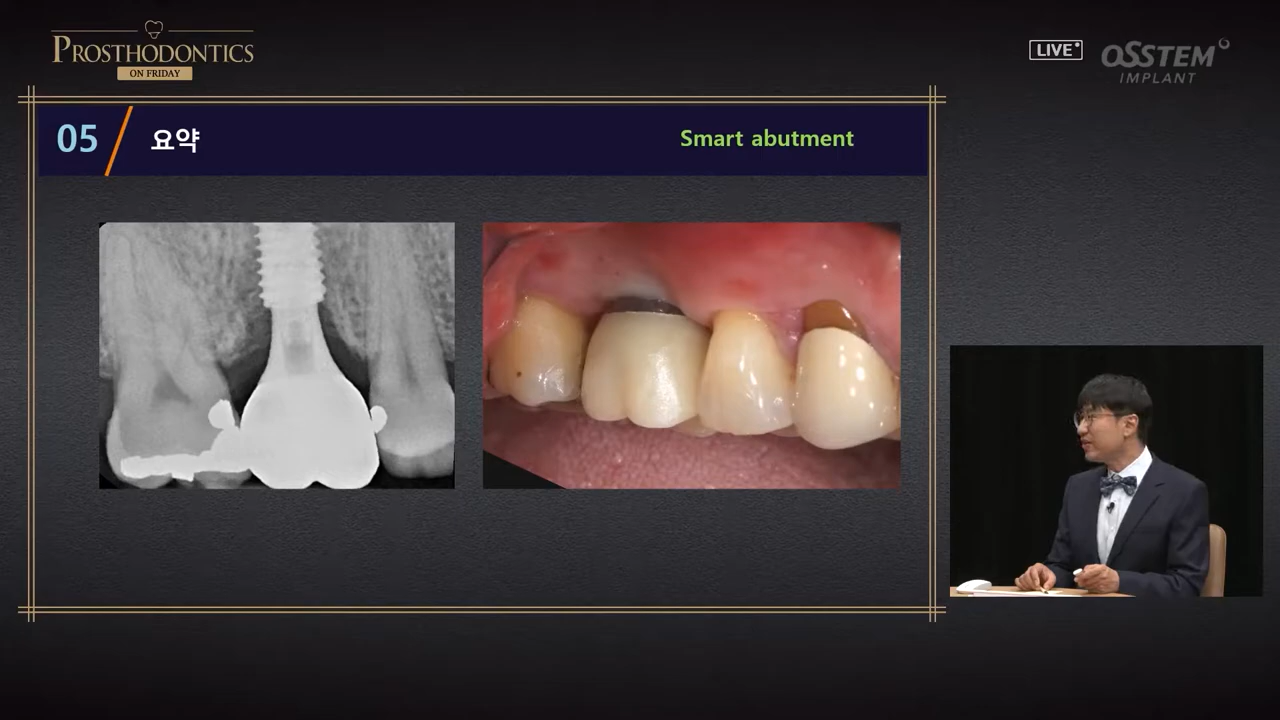 PROSTHODONTICS
ON FRIDAY
LIVE
OSSTEM
IMPLANT
05 요약 Smart abutment